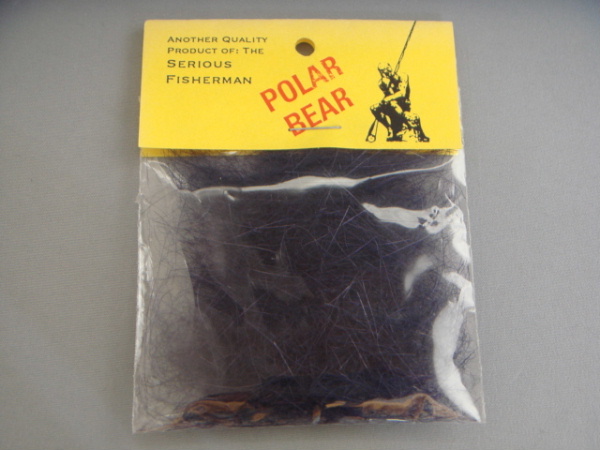 Another Quality
Product of: The
Serious
Fisherman
POLAR
BEAR